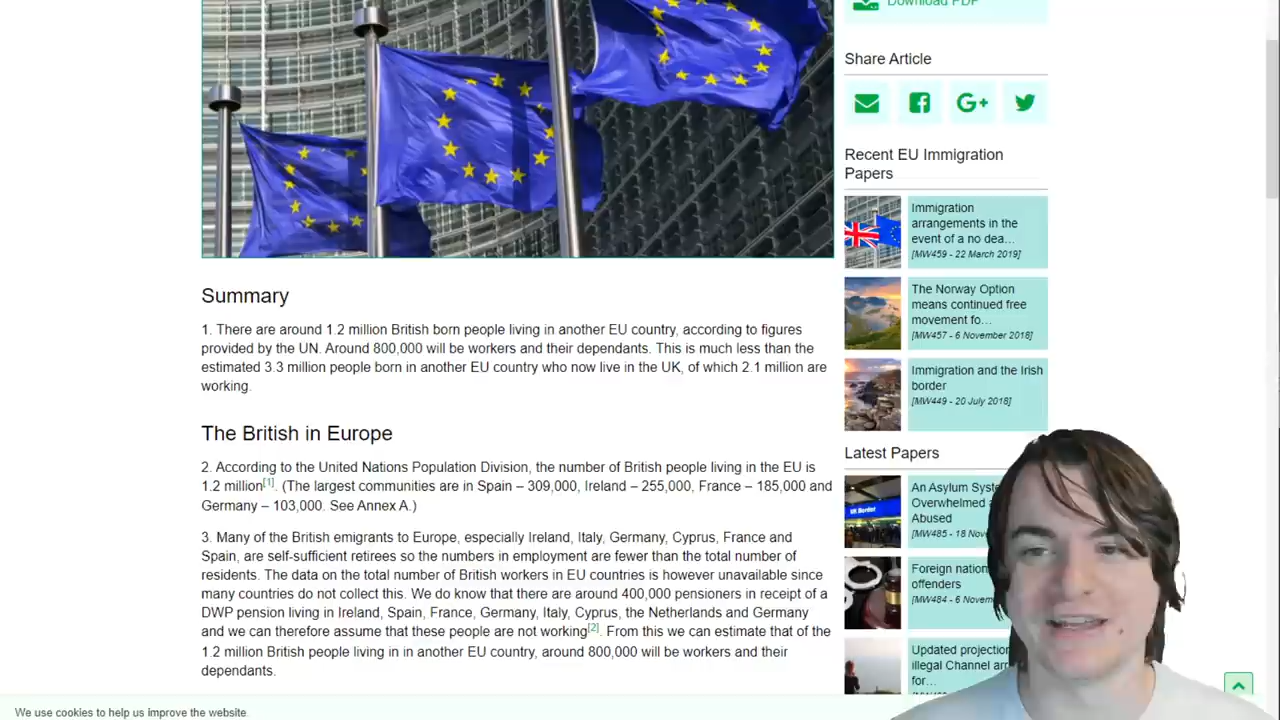 Download PDF
Share Article
Recent EU Immigration
Papers
Immigration
arrangements in the
event of a no dea…
[MW459 - 22 March 2019]
The Norway Option
means continued free
movement fo…
[MW457 - 6 November 2018]
Immigration and the Irish
border
[MW449 - 20 July 2018]
Latest Papers
An Asylum
Overwhelmed
Abused
[MW485 - 18
UK Border
Foreign
offenders
[MW484 - 6
Updated
illegal Channel
for…
Summary
1. There are around 1.2 million British born people living in another EU country, according to figures
provided by the UN. Around 800,000 will be workers and their dependants. This is much less than the
estimated 3.3 million people born in another EU country who now live in the UK, of which 2.1 million are
working.
The British in Europe
2. According to the United Nations Population Division, the number of British people living in the EU is
1.2 million[1]. (The largest communities are in Spain – 309,000, Ireland – 255,000, France – 185,000 and
Germany – 103,000. See Annex A.)
3. Many of the British emigrants to Europe, especially Ireland, Italy, Germany, Cyprus, France and
Spain, are self-sufficient retirees so the numbers in employment are fewer than the total number of
residents. The data on the total number of British workers in EU countries is however unavailable since
many countries do not collect this. We do know that there are around 400,000 pensioners in receipt of a
DWP pension living in Ireland, Spain, France, Germany, Italy, Cyprus, the Netherlands and Germany
and we can therefore assume that these people are not working[2]. From this we can estimate that of the
1.2 million British people living in in another EU country, around 800,000 will be workers and their
dependants.
We use cookies to help us improve the website.